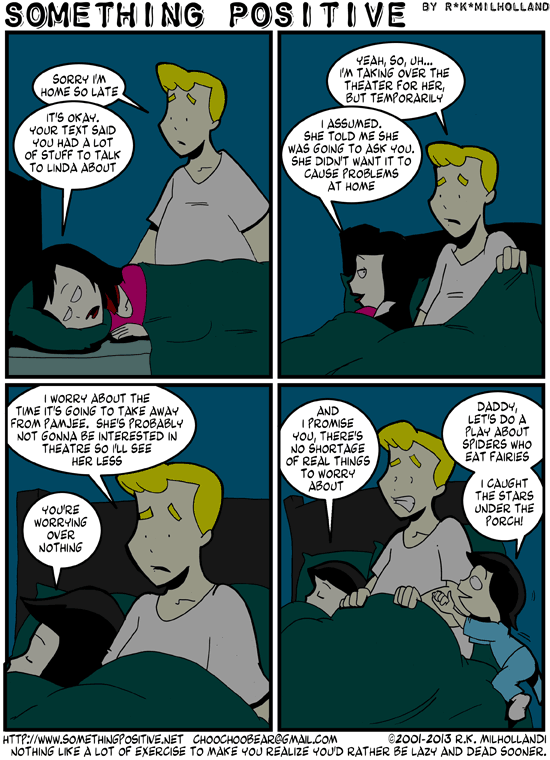 SOMETHING POSITIVE BY R*K*MILHOLLAND
SORRY I'M
HOME SO LATE
IT'S OKAY.
YOUR TEXT SAID
YOU HAD A LOT
OF STUFF TO TALK
TO LINDA ABOUT
YEAH, SO, UH...
I'M TAKING OVER THE
THEATER FOR HER,
BUT TEMPORARILY
I ASSUMED.
SHE TOLD ME SHE
WAS GOING TO ASK YOU.
SHE DIDN'T WANT IT TO
CAUSE PROBLEMS
AT HOME
I WORRY ABOUT THE
TIME IT'S GOING TO TAKE AWAY
FROM PAMJEE. SHE'S PROBABLY
NOT GONNA BE INTERESTED IN
THEATRE SO I'LL SEE
HER LESS
YOU'RE
WORRYING
OVER
NOTHING
AND
I PROMISE
YOU, THERE'S
NO SHORTAGE
OF REAL THINGS
TO WORRY
ABOUT
DADDY,
LET'S DO A
PLAY ABOUT
SPIDERS WHO
EAT FAIRIES
I CAUGHT
THE STARS
UNDER THE
PORCH!
HTTP://WWW.SOMETHINGPOSITIVE.NET CHOOCHOOBEAR@GMAIL.COM ©2001-2013 R.K. MILHOLLAND!
NOTHING LIKE A LOT OF EXERCISE TO MAKE YOU REALIZE YOU'D RATHER BE LAZY AND DEAD SOONER.